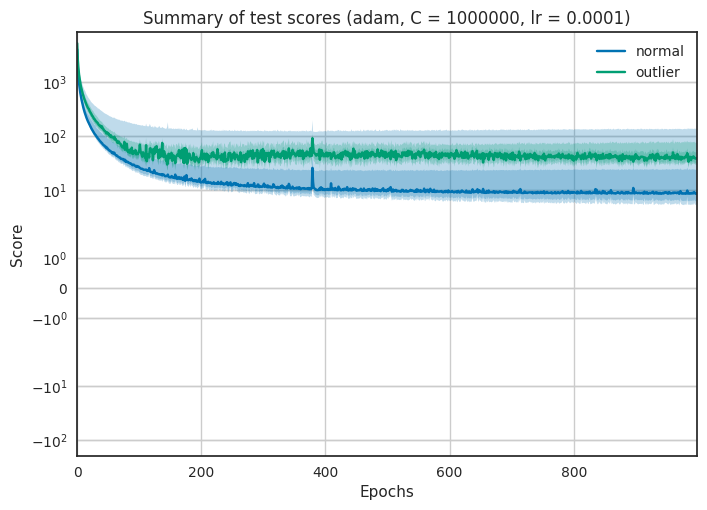 Summary of test scores (adam, C = 1000000, lr = 0.0001)
normal
outlier
10³
10²
10¹
10⁰
0
−10⁰
−10¹
−10²
Score
0 200 400 600 800
Epochs